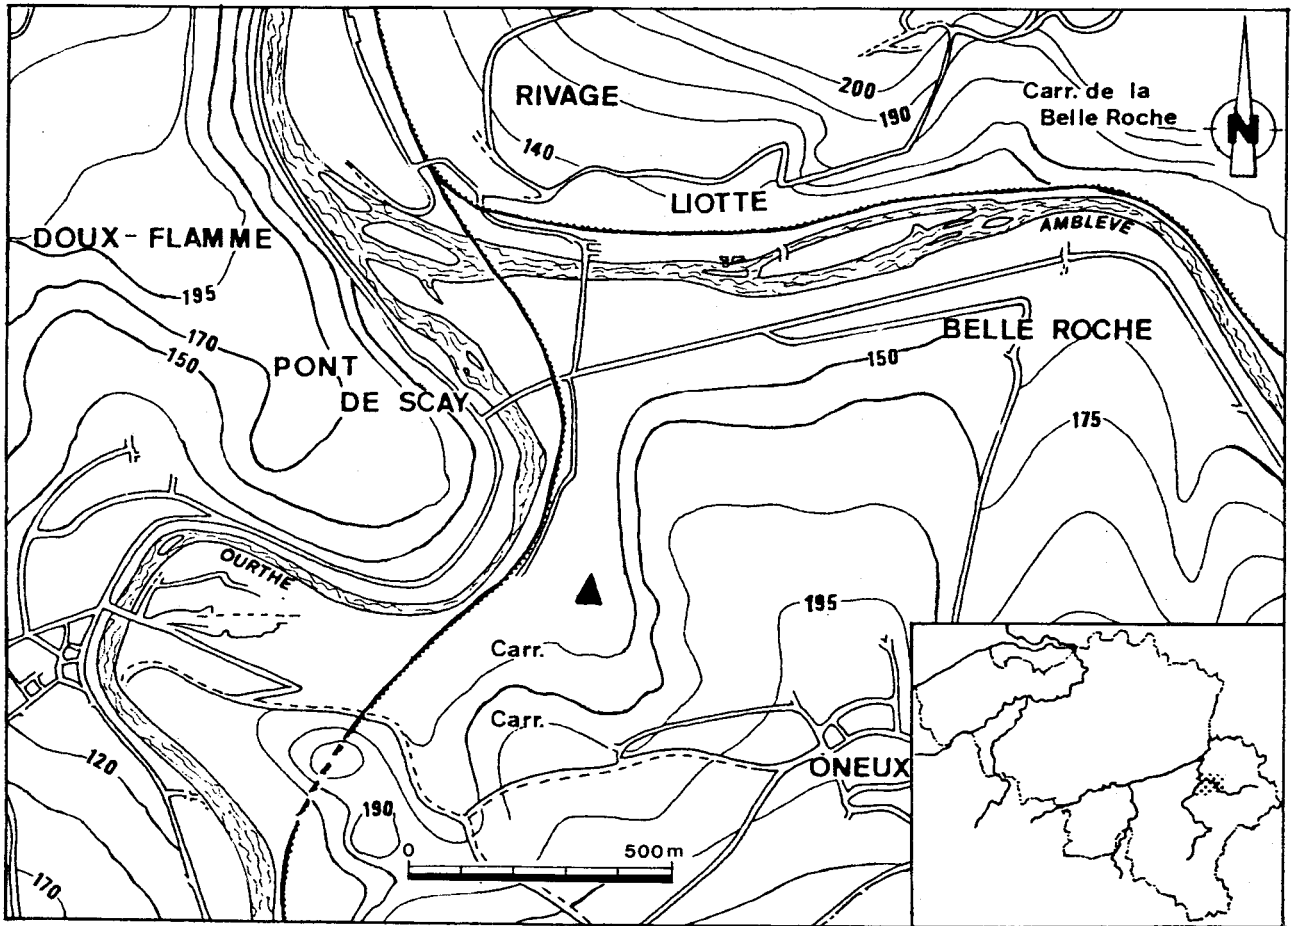 200
RIVAGE
190
Carr. de la
Belle Roche
N
140
LIOTTE
AMBLEVE
DOUX-FLAMME
195
170
150
PONT
DE SCAY
BELLE ROCHE
150
175
OURTHE
195
Carr.
Carr.
ONEUX
120
190
0 500m
170